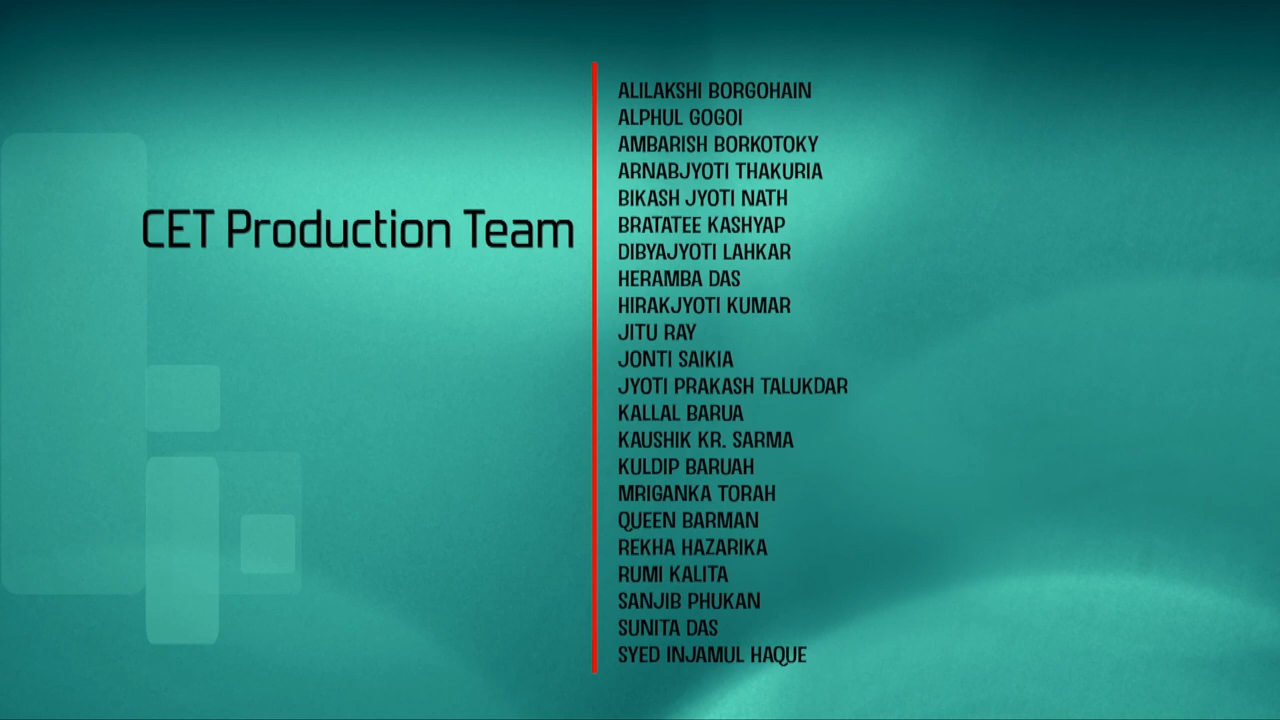 CET Production Team
ALILAKSHI BORGOHAIN
ALPHUL GOGOI
AMBARISH BORKOTOKY
ARNABJYOTI THAKURIA
BIKASH JYOTI NATH
BRATATEE KASHYAP
DIBYAJYOTI LAHKAR
HERAMBA DAS
HIRAKJYOTI KUMAR
JITU RAY
JONTI SAIKIA
JYOTI PRAKASH TALUKDAR
KALLAL BARUA
KAUSHIK KR. SARMA
KULDIP BARUAH
MRIGANKA TORAH
QUEEN BARMAN
REKHA HAZARIKA
RUMI KALITA
SANJIB PHUKAN
SUNITA DAS
SYED INJAMUL HAQUE